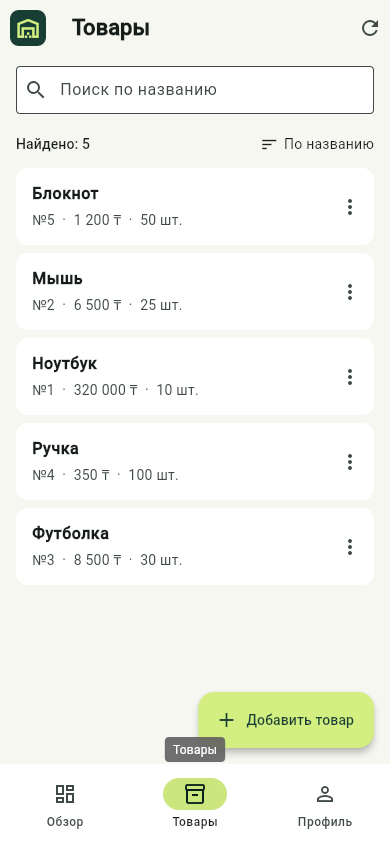 Товары
Поиск по названию
Найдено: 5
По названию
Блокнот
№5 · 1 200 ₸ · 50 шт.
Мышь
№2 · 6 500 ₸ · 25 шт.
Ноутбук
№1 · 320 000 ₸ · 10 шт.
Ручка
№4 · 350 ₸ · 100 шт.
Футболка
№3 · 8 500 ₸ · 30 шт.
Добавить товар
Товары
Обзор
Товары
Профиль